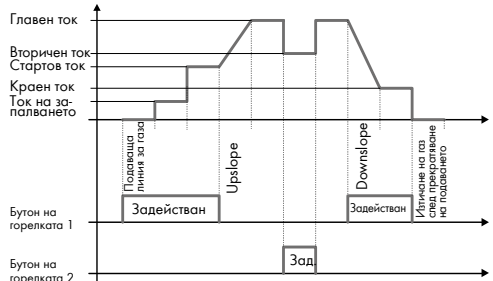 Главен ток
Вторичен ток
Стартов ток
Краен ток
Ток на за-
палването
Подаваща
линия за газа
Upslope
Downslope
Изтичане на газ
след прекратяване
на подаването
Бутон на
горелката 1
Задействан
Задействан
Бутон на
горелката 2
Зад.